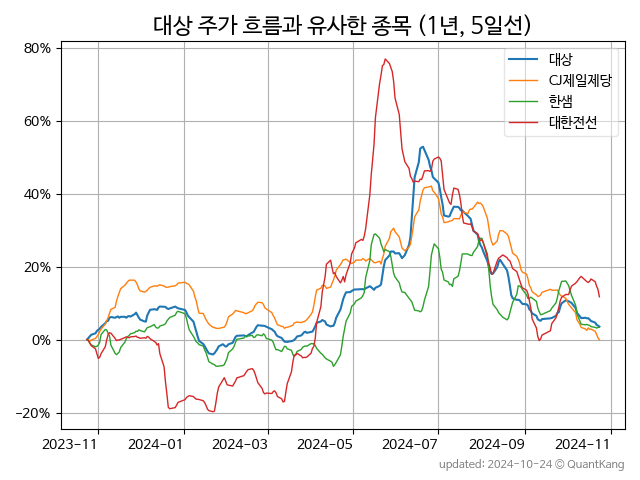 대상 주가 흐름과 유사한 종목 (1년, 5일선)
80%
60%
40%
20%
0%
-20%
대상
CJ제일제당
한샘
대한전선
2023-11
2024-01
2024-03
2024-05
2024-07
2024-09
2024-11
updated: 2024-10-24 © QuantKang